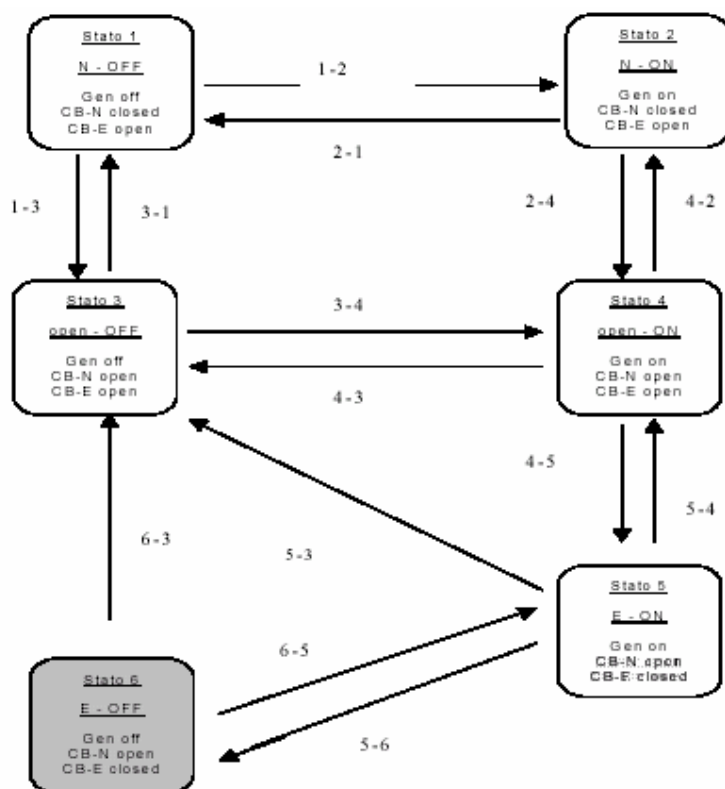 Stato 1
N - OFF
Gen off
CB-N closed
CB-E open
1 - 2
2 - 1
Stato 2
N - ON
Gen on
CB-N closed
CB-E open
1 - 3
3 - 1
2 - 4
4 - 2
Stato 3
open - OFF
Gen off
CB-N open
CB-E open
3 - 4
4 - 3
Stato 4
open - ON
Gen on
CB-N open
CB-E open
4 - 5
5 - 4
6 - 3
5 - 3
Stato 5
E - ON
Gen on
CB-N open
CB-E closed
6 - 5
5 - 6
Stato 6
E - OFF
Gen off
CB-N open
CB-E closed